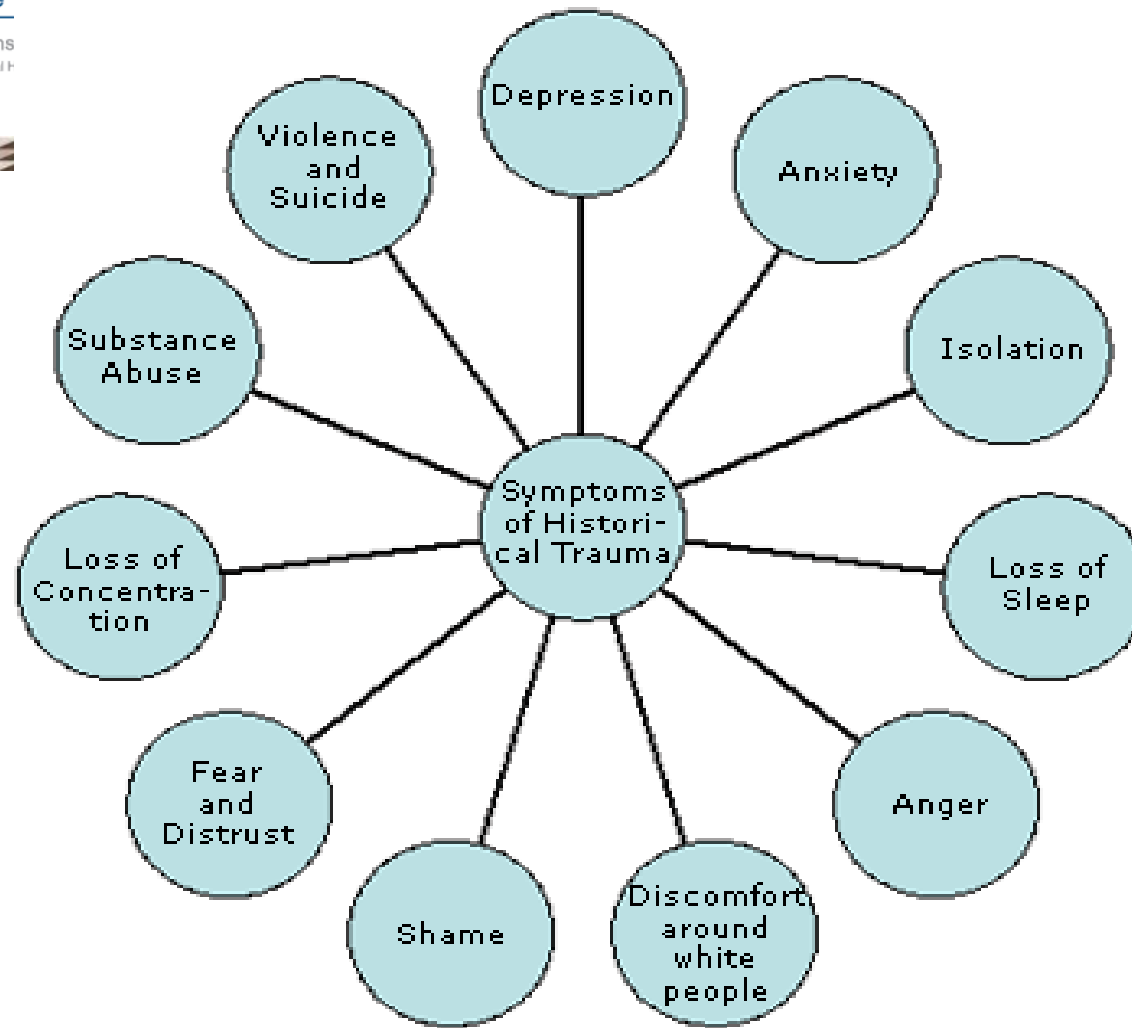 Depression
Violence
and
Suicide
Anxiety
Substance
Abuse
Isolation
Symptoms
of Histori-
cal Trauma
Loss of
Concentra-
tion
Loss of
Sleep
Fear
and
Distrust
Anger
Shame
Discomfort
around
white
people